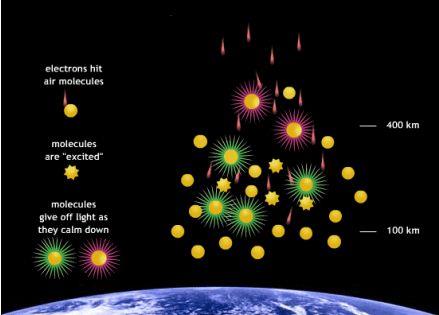 electrons hit
air molecules
molecules
are "excited"
molecules
give off light as
they calm down
400 km
100 km